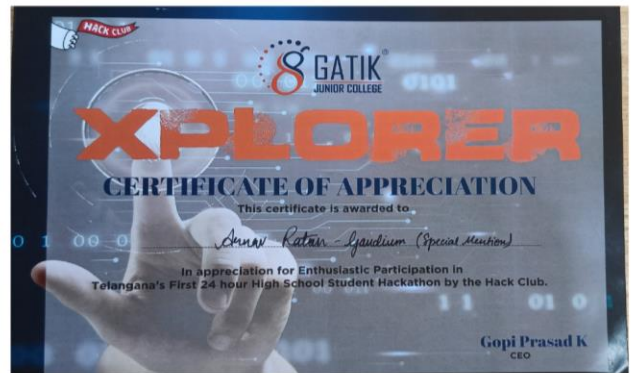 HACK CLUB
GATIK®
JUNIOR COLLEGE
XPLORER
CERTIFICATE OF APPRECIATION
This certificate is awarded to
Arnav Ratan - Gaudium (Special Mention)
In appreciation for Enthusiastic Participation in
Telangana's First 24 hour High School Student Hackathon by the Hack Club.
Gopi Prasad K
CEO